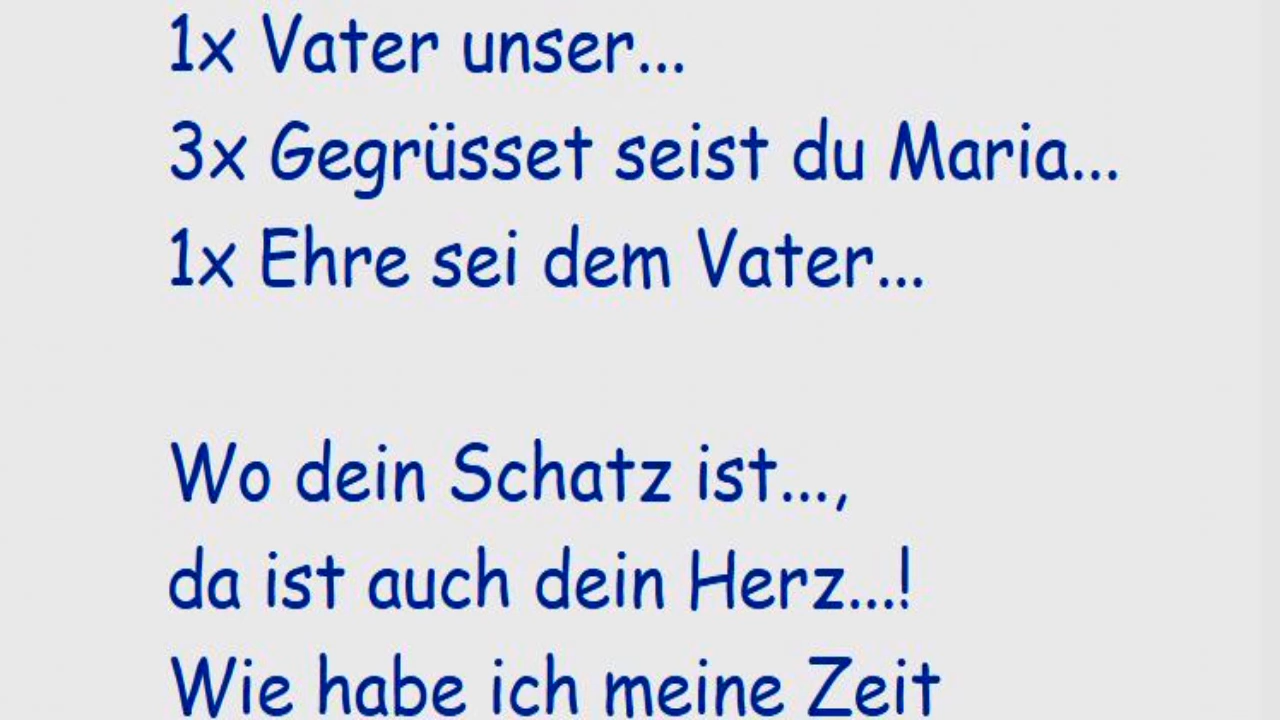 1x Vater unser...
3x Gegrüsset seist du Maria...
1x Ehre sei dem Vater...
Wo dein Schatz ist...,
da ist auch dein Herz...!
Wie habe ich meine Zeit